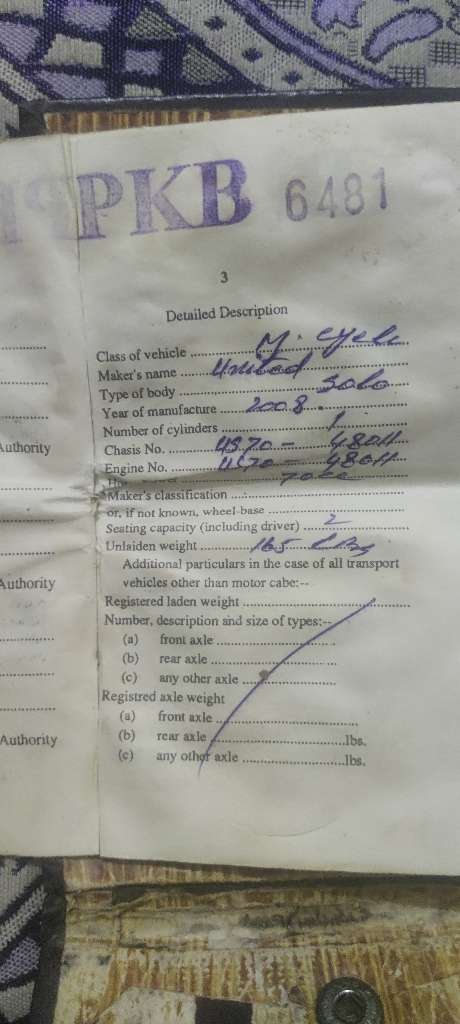 PKB 6481
3
Detailed Description
Class of vehicle M. Cycle
Maker's name United
Type of body Solo
Year of manufacture 2008.
Number of cylinders 1
Chasis No.
Engine No.
70cc
Maker's classification
or, if not known, wheel-base
Seating capacity (including driver) 2
Unlaiden weight 165 Lbs
Additional particulars in the case of all transport
vehicles other than motor cabe:--
Registered laden weight
Number, description and size of types:--
(a) front axle
(b) rear axle
(c) any other axle
Registred axle weight
(a) front axle
(b) rear axle lbs.
(c) any other axle lbs.
Authority
Authority
Authority